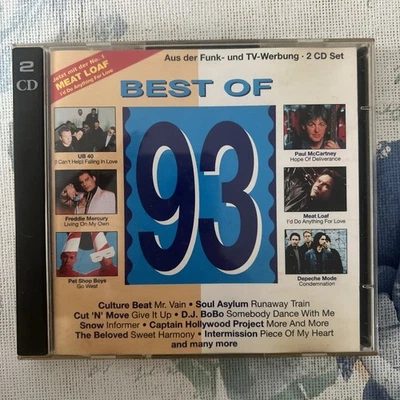 2
CD
Aus der Funk- und TV-Werbung · 2 CD Set
Jetzt mit der No. 1
MEAT LOAF
I'd Do Anything For Love
BEST OF
93
UB 40
(I Can't Help) Falling In Love
Freddie Mercury
Living On My Own
Pet Shop Boys
Go West
Paul McCartney
Hope Of Deliverance
Meat Loaf
I'd Do Anything For Love
Depeche Mode
Condemnation
Culture Beat Mr. Vain · Soul Asylum Runaway Train
Cut 'N' Move Give It Up · D.J. BoBo Somebody Dance With Me
Snow Informer · Captain Hollywood Project More And More
The Beloved Sweet Harmony · Intermission Piece Of My Heart
and many more